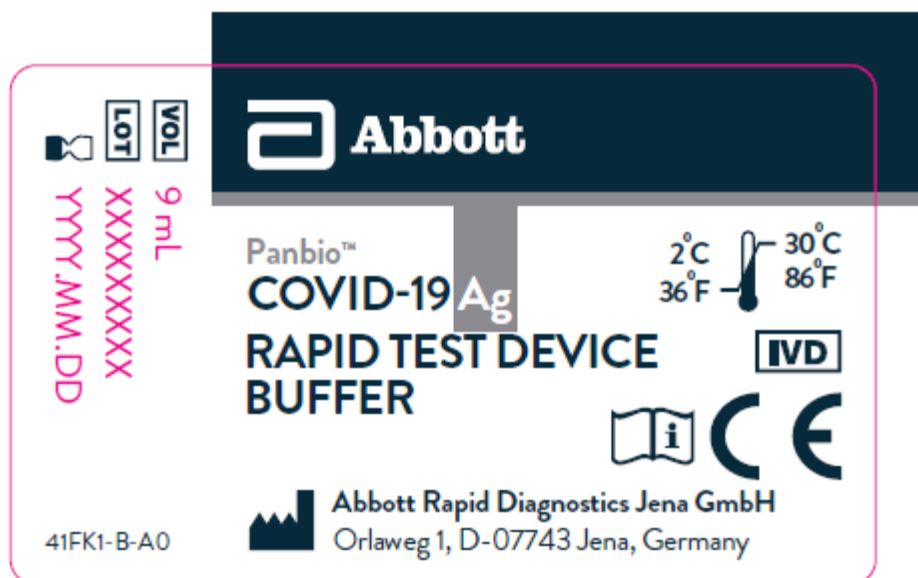 Abbott
Panbio™
COVID-19 Ag
RAPID TEST DEVICE
BUFFER
2°C
36°F
30°C
86°F
IVD
i
CE
Abbott Rapid Diagnostics Jena GmbH
Orlaweg 1, D-07743 Jena, Germany
VOL 9 mL
LOT XXXXXXXXX
YYYY.MM.DD
41FK1-B-A0